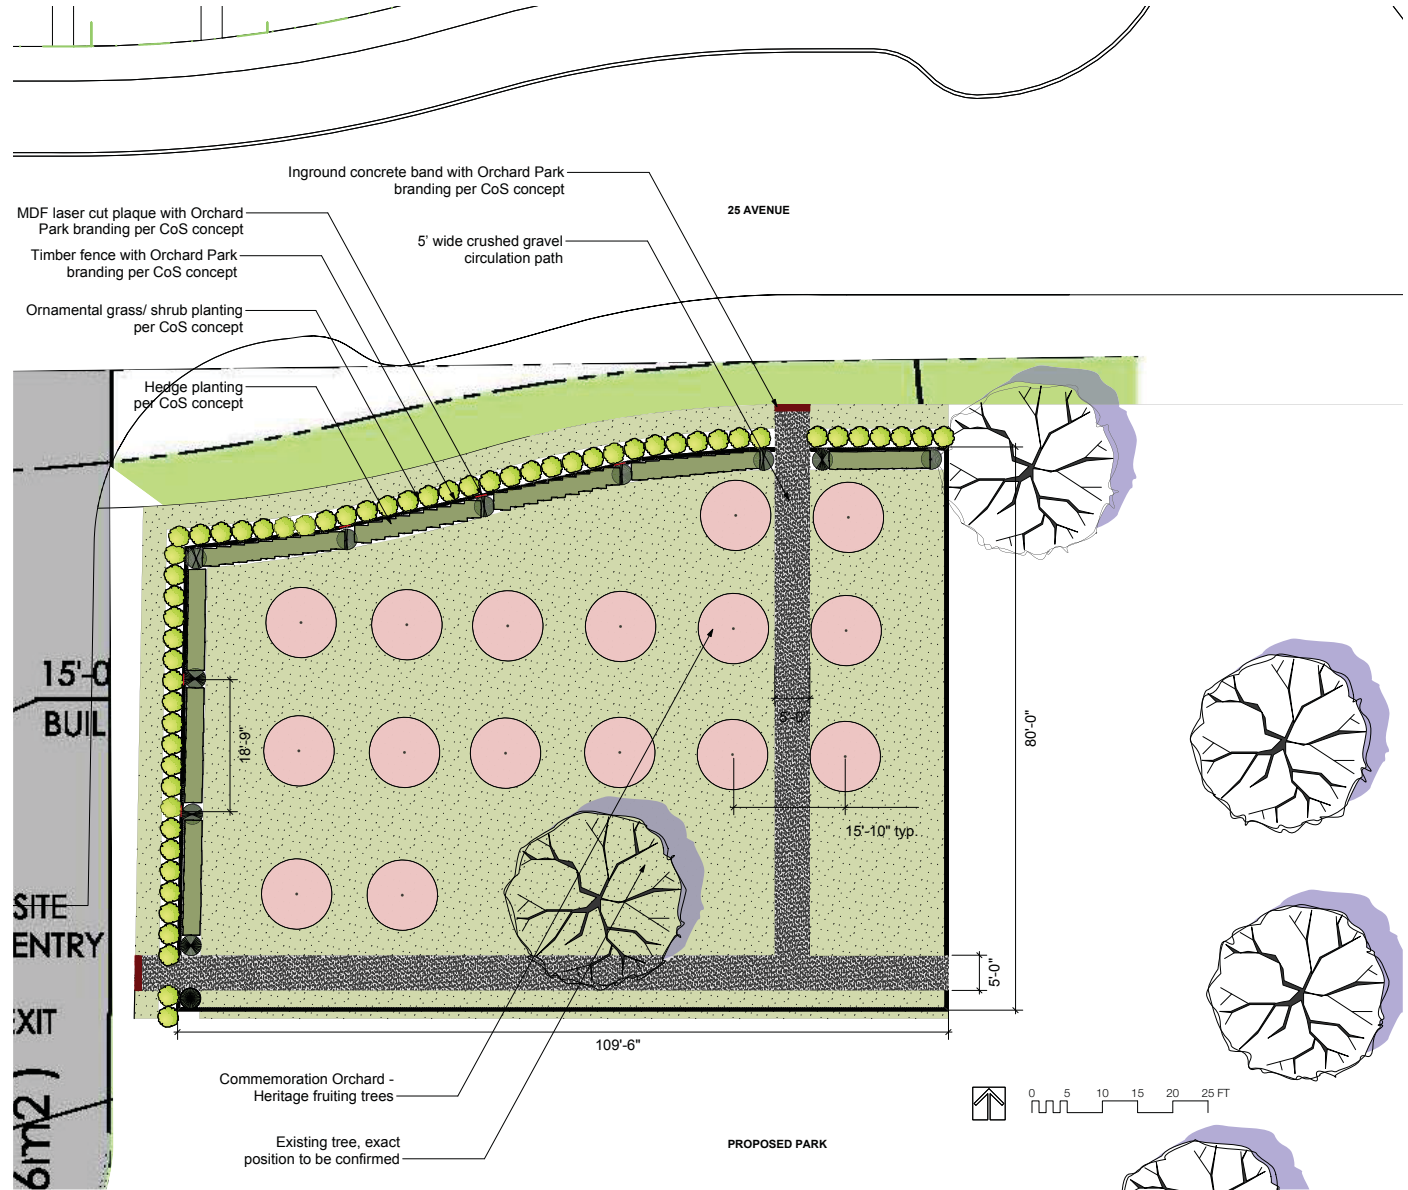 Inground concrete band with Orchard Park
branding per CoS concept
MDF laser cut plaque with Orchard
Park branding per CoS concept
25 AVENUE
5' wide crushed gravel
circulation path
Timber fence with Orchard Park
branding per CoS concept
Ornamental grass/ shrub planting
per CoS concept
Hedge planting
per CoS concept
15'-0
BUIL
18'-9"
80'-0"
15'-10" typ.
SITE
ENTRY
5'-0"
EXIT
109'-6"
6m2 )
Commemoration Orchard -
Heritage fruiting trees
0 5 10 15 20 25 FT
Existing tree, exact
position to be confirmed
PROPOSED PARK